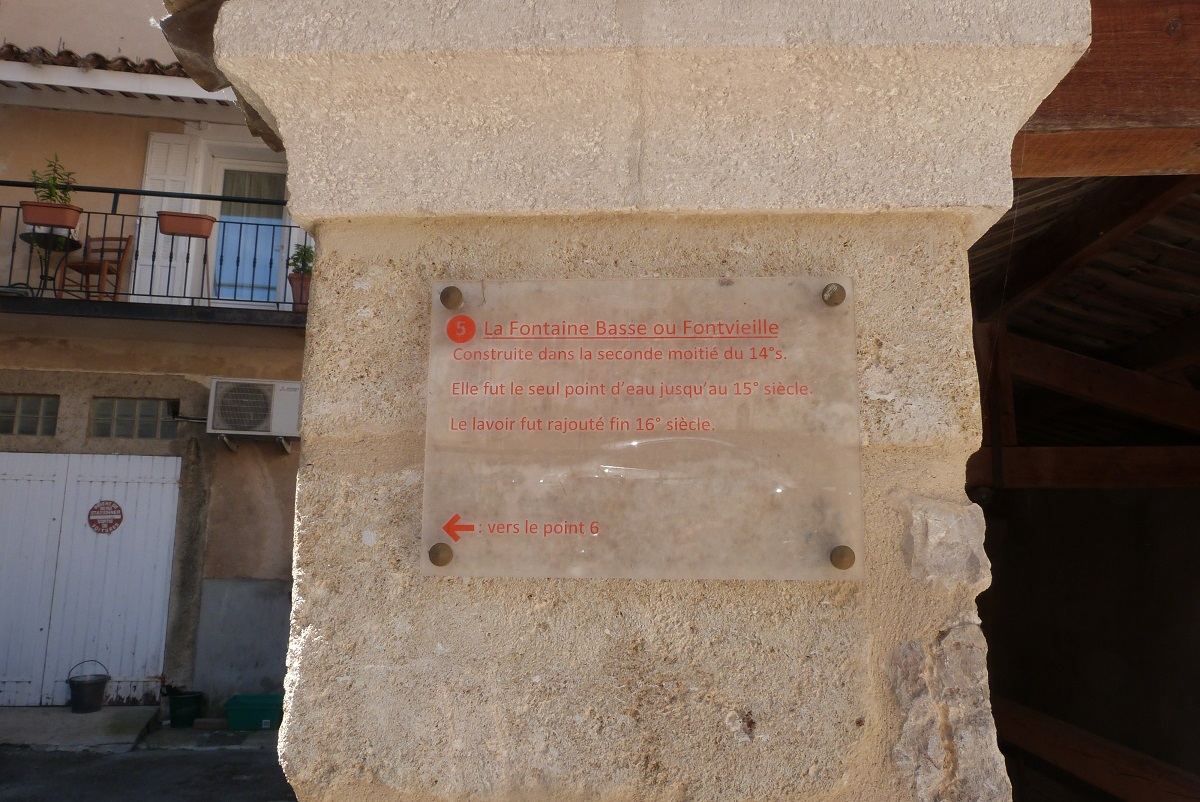 5 La Fontaine Basse ou Fontvieille
Construite dans la seconde moitié du 14°s.
Elle fut le seul point d'eau jusqu'au 15° siècle.
Le lavoir fut rajouté fin 16° siècle.
: vers le point 6